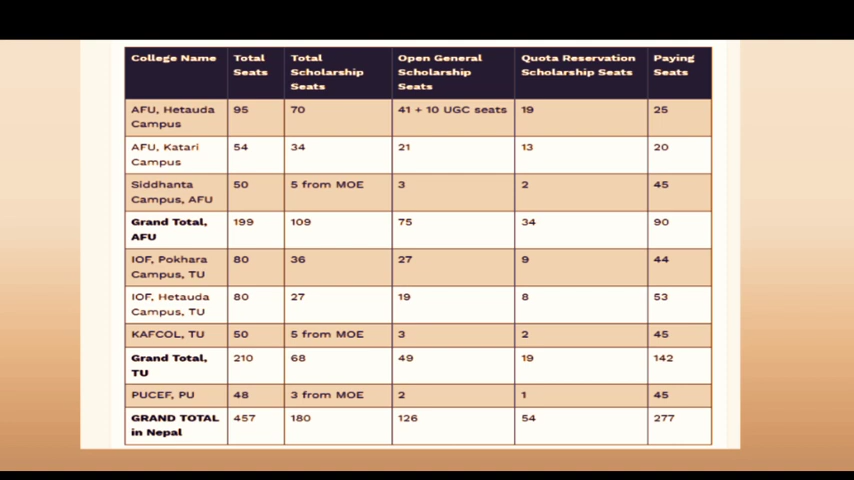 College Name Total Seats Total Scholarship Seats Open General Scholarship Seats Quota Reservation Scholarship Seats Paying Seats
AFU, Hetauda Campus 95 70 41 + 10 UGC seats 19 25
AFU, Katari Campus 54 34 21 13 20
Siddhanta Campus, AFU 50 5 from MOE 3 2 45
Grand Total, AFU 199 109 75 34 90
IOF, Pokhara Campus, TU 80 36 27 9 44
IOF, Hetauda Campus, TU 80 27 19 8 53
KAFCOL, TU 50 5 from MOE 3 2 45
Grand Total, TU 210 68 49 19 142
PUCEF, PU 48 3 from MOE 2 1 45
GRAND TOTAL in Nepal 457 180 126 54 277